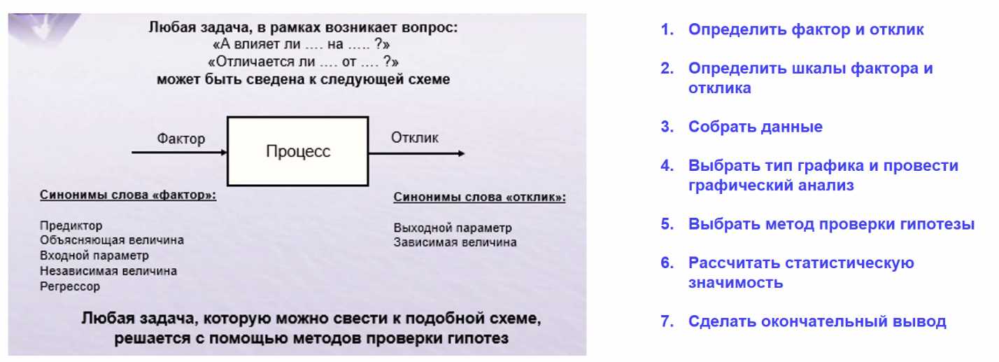 Любая задача, в рамках возникает вопрос:
«А влияет ли .... на ..... ?»
«Отличается ли .... от .... ?»
может быть сведена к следующей схеме
Фактор
Процесс
Отклик
Синонимы слова «фактор»:
Предиктор
Объясняющая величина
Входной параметр
Независимая величина
Регрессор
Синонимы слова «отклик»:
Выходной параметр
Зависимая величина
Любая задача, которую можно свести к подобной схеме,
решается с помощью методов проверки гипотез
1. Определить фактор и отклик
2. Определить шкалы фактора и
отклика
3. Собрать данные
4. Выбрать тип графика и провести
графический анализ
5. Выбрать метод проверки гипотезы
6. Рассчитать статистическую
значимость
7. Сделать окончательный вывод